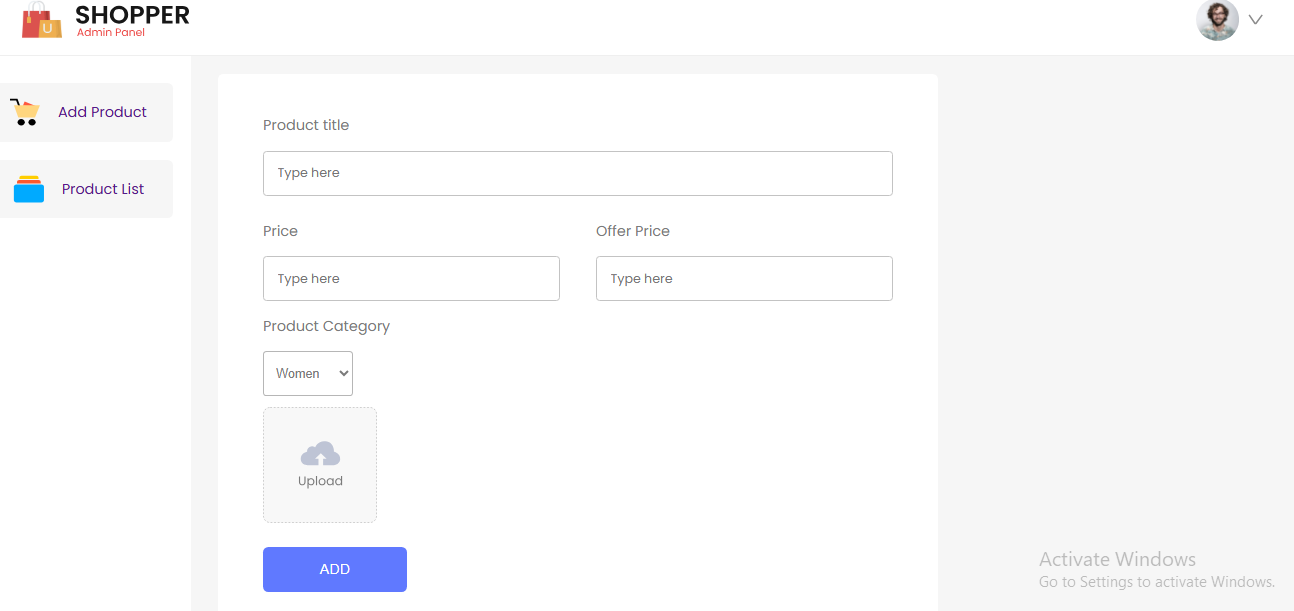 SHOPPER
Admin Panel
U
Add Product
Product List
Product title
Type here
Price
Offer Price
Type here
Type here
Product Category
Women
Upload
ADD
Activate Windows
Go to Settings to activate Windows.